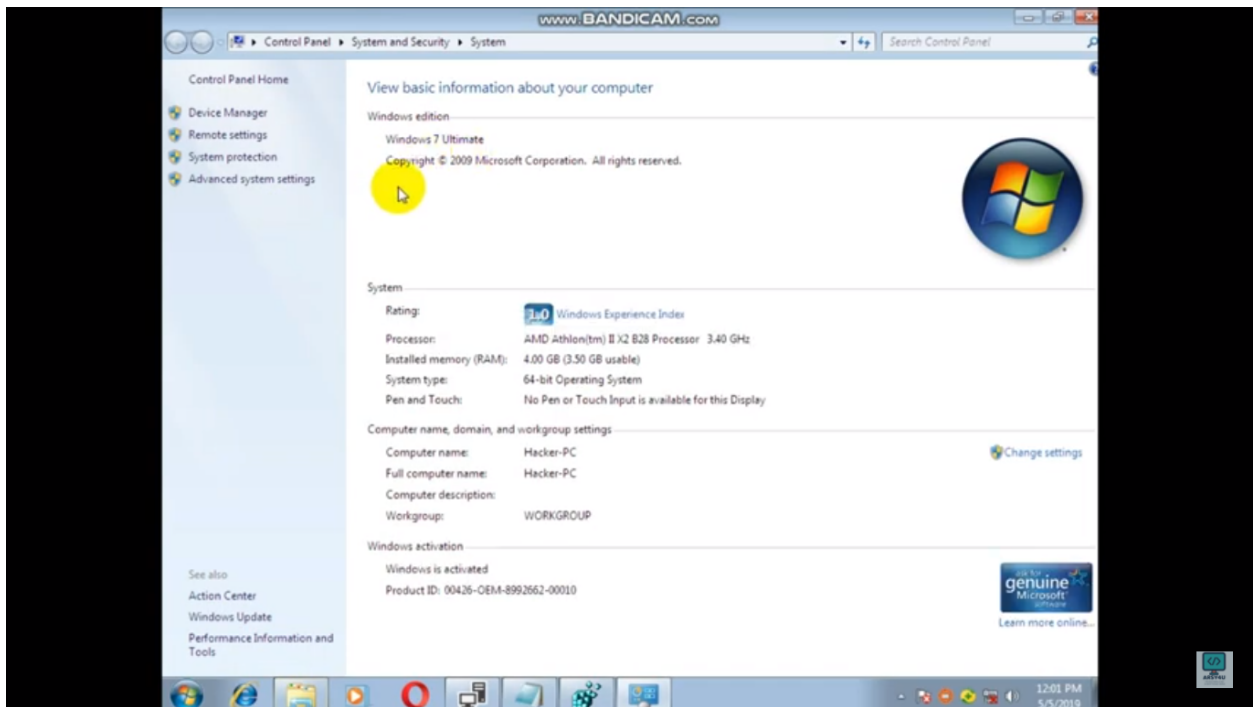 www.BANDICAM.com
Control Panel ▸ System and Security ▸ System
Search Control Panel
Control Panel Home
Device Manager
Remote settings
System protection
Advanced system settings
View basic information about your computer
Windows edition
Windows 7 Ultimate
Copyright © 2009 Microsoft Corporation. All rights reserved.
System
Rating:
Windows Experience Index
Processor: AMD Athlon(tm) II X2 B28 Processor 3.40 GHz
Installed memory (RAM): 4.00 GB (3.50 GB usable)
System type: 64-bit Operating System
Pen and Touch: No Pen or Touch Input is available for this Display
Computer name, domain, and workgroup settings
Computer name: Hacker-PC
Change settings
Full computer name: Hacker-PC
Computer description:
Workgroup: WORKGROUP
Windows activation
Windows is activated
Product ID: 00426-OEM-8992662-00010
ask for
genuine
Microsoft
software
Learn more online...
See also
Action Center
Windows Update
Performance Information and
Tools
12:01 PM
5/5/2019